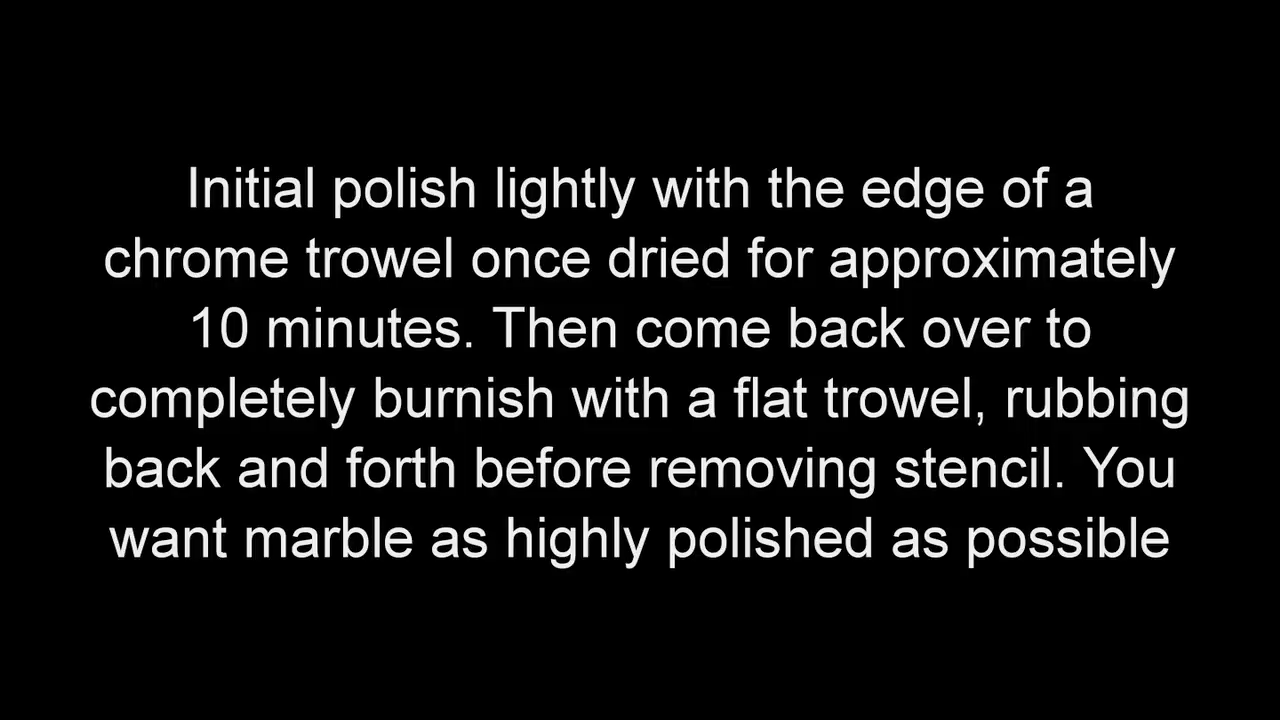 Initial polish lightly with the edge of a
chrome trowel once dried for approximately
10 minutes. Then come back over to
completely burnish with a flat trowel, rubbing
back and forth before removing stencil. You
want marble as highly polished as possible